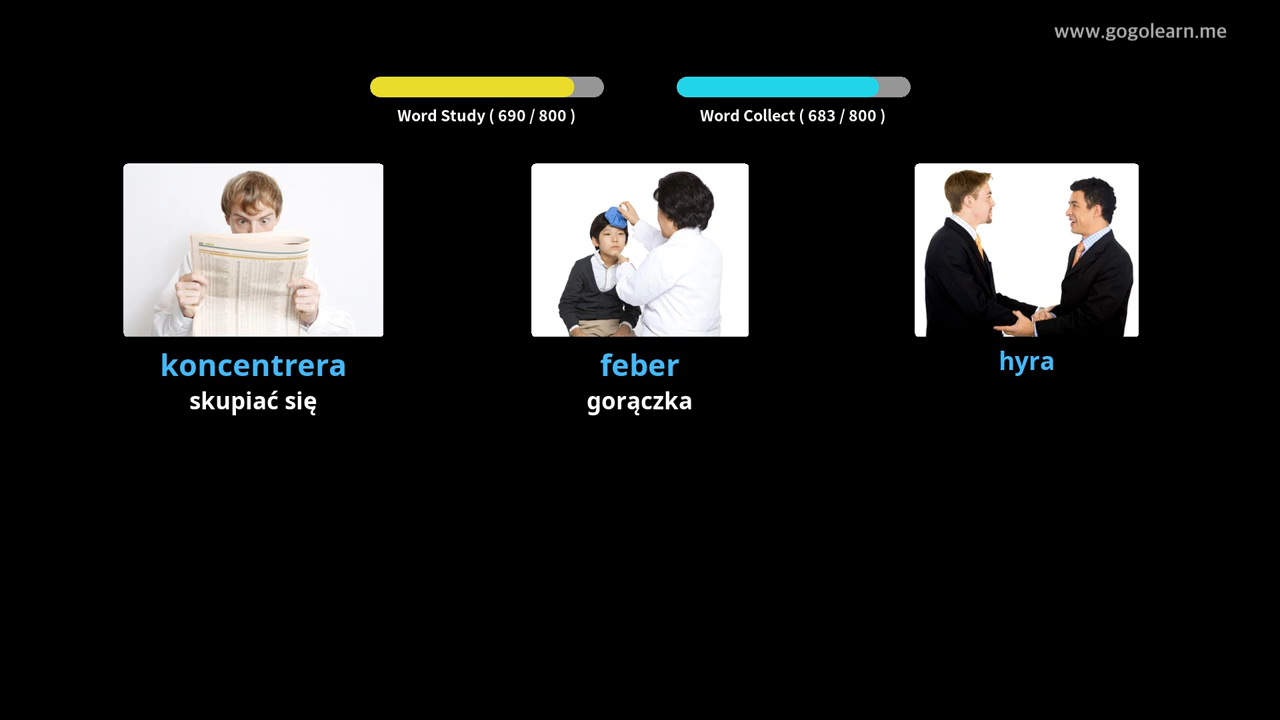 www.gogolearn.me
Word Study ( 690 / 800 )
Word Collect ( 683 / 800 )
koncentrera
skupiać się
feber
gorączka
hyra